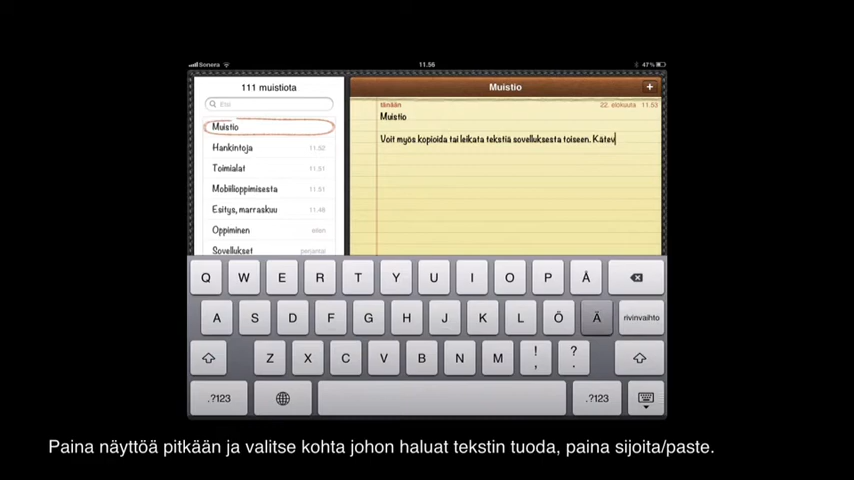 Sonera
11.56
47%
111 muistiota
Muistio
+
Etsi
tänään
22. elokuuta 11.53
Muistio
Muistio
Voit myös kopioida tai leikata tekstiä sovelluksesta toiseen. Kätev
Hankintoja 11.52
Toimialat 11.51
Mobiilioppimisesta 11.51
Esitys, marraskuu 11.48
Oppiminen eilen
Sovellukset perjantai
Q W E R T Y U I O P Å
A S D F G H J K L Ö Ä rivinvaihto
Z X C V B N M ! , ? .
.?123 .?123
Paina näyttöä pitkään ja valitse kohta johon haluat tekstin tuoda, paina sijoita/paste.